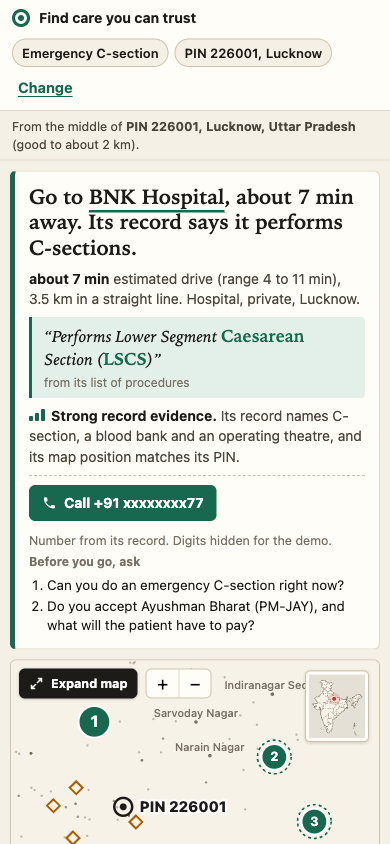 Find care you can trust
Emergency C-section
PIN 226001, Lucknow
Change
From the middle of PIN 226001, Lucknow, Uttar Pradesh
(good to about 2 km).
Go to BNK Hospital, about 7 min
away. Its record says it performs
C-sections.
about 7 min estimated drive (range 4 to 11 min),
3.5 km in a straight line. Hospital, private, Lucknow.
“Performs Lower Segment Caesarean
Section (LSCS)”
from its list of procedures
Strong record evidence. Its record names C-
section, a blood bank and an operating theatre, and
its map position matches its PIN.
Call +91 xxxxxxxx77
Number from its record. Digits hidden for the demo.
Before you go, ask
1. Can you do an emergency C-section right now?
2. Do you accept Ayushman Bharat (PM-JAY), and
what will the patient have to pay?
Expand map
+ −
Indiranagar Sec
Sarvoday Nagar
1
Narain Nagar
2
PIN 226001
3